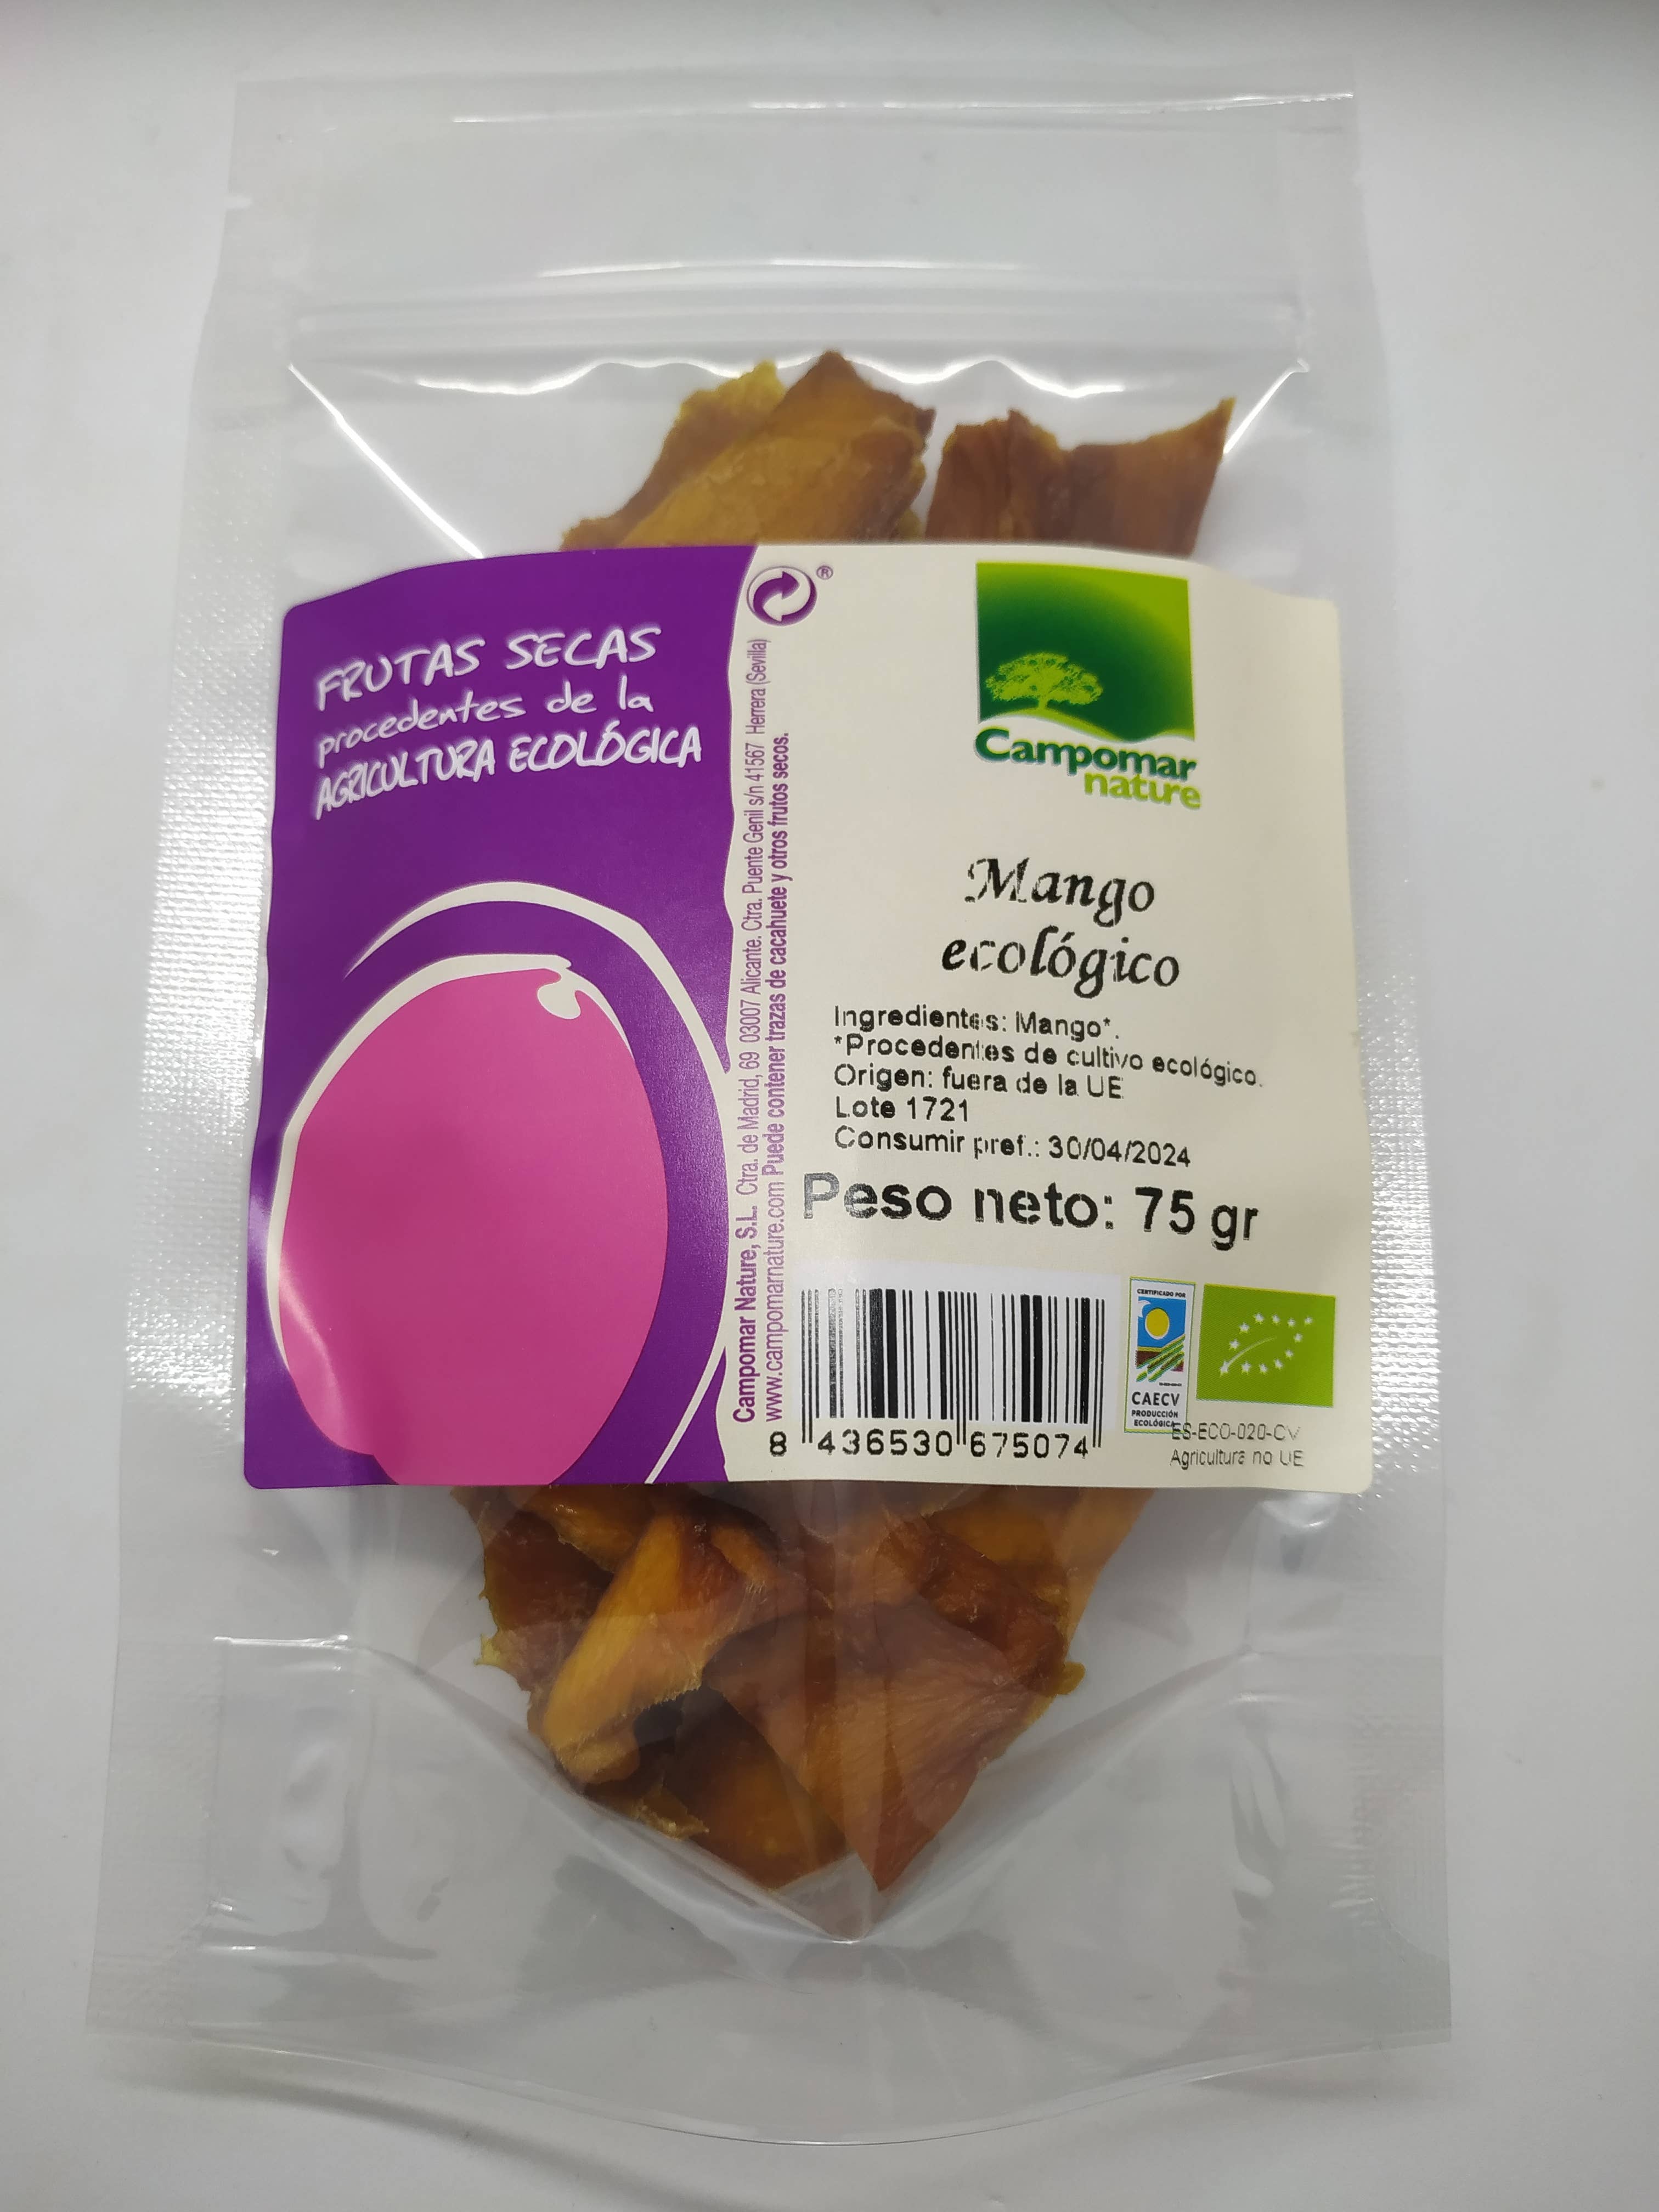 FRUTAS SECAS
procedentes de la
AGRICULTURA ECOLÓGICA
®
Campomar Nature, S.L. Ctra. de Madrid, 69 03007 Alicante. Ctra. Puente Genil s/n 41567 Herrera (Sevilla)
www.campomarnature.com Puede contener trazas de cacahuete y otros frutos secos.
Campomar
nature
Mango
ecológico
Ingredientes: Mango*.
*Procedentes de cultivo ecológico.
Origen: fuera de la UE
Lote 1721
Consumir pref.: 30/04/2024
Peso neto: 75 gr
8 436530 675074
CERTIFICADO POR
CAECV
PRODUCCIÓN
ECOLÓGICA
ES-ECO-020-CV
Agricultura no UE